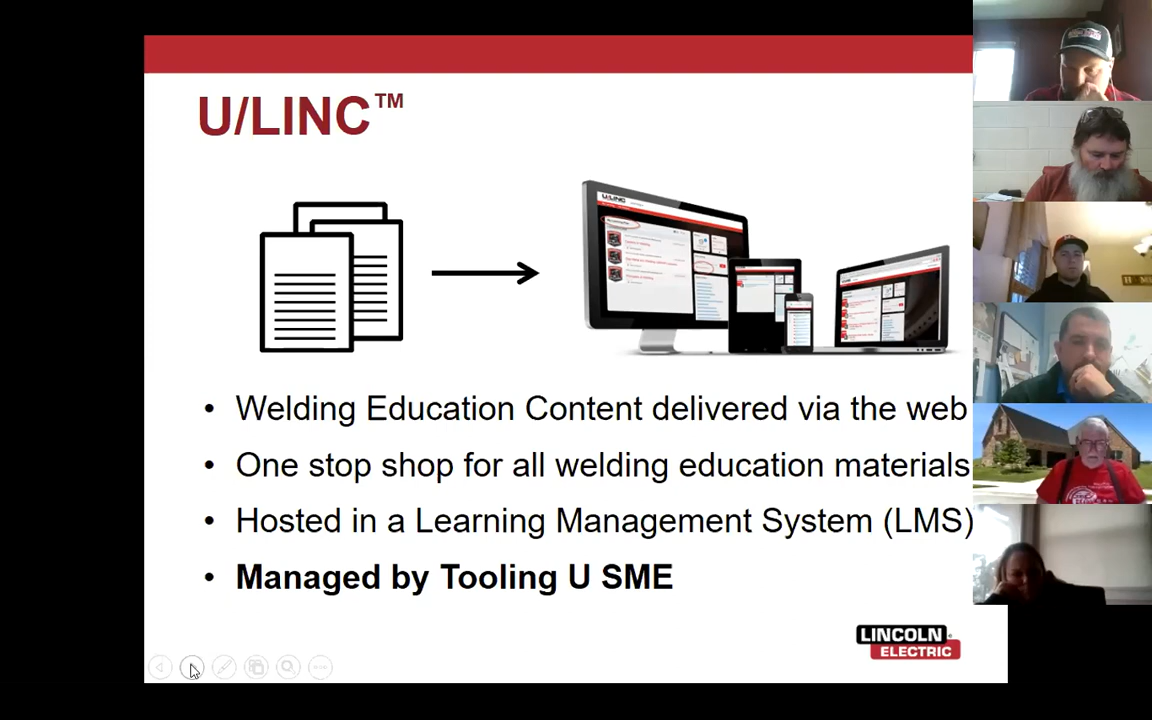 U/LINC™
U/LINC
• Welding Education Content delivered via the web
• One stop shop for all welding education materials
• Hosted in a Learning Management System (LMS)
• Managed by Tooling U SME
LINCOLN
ELECTRIC